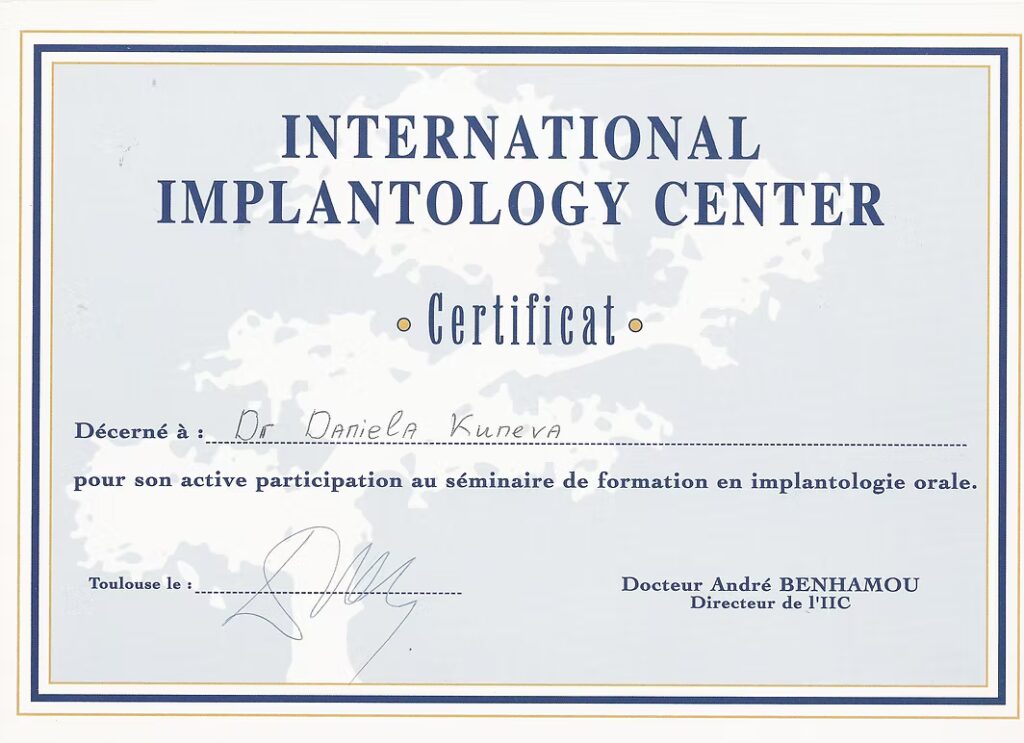 INTERNATIONAL
IMPLANTOLOGY CENTER
Certificat
Décerné à : Dr Daniela Kuneva
pour son active participation au séminaire de formation en implantologie orale.
Toulouse le :
Docteur André BENHAMOU
Directeur de l'IIC